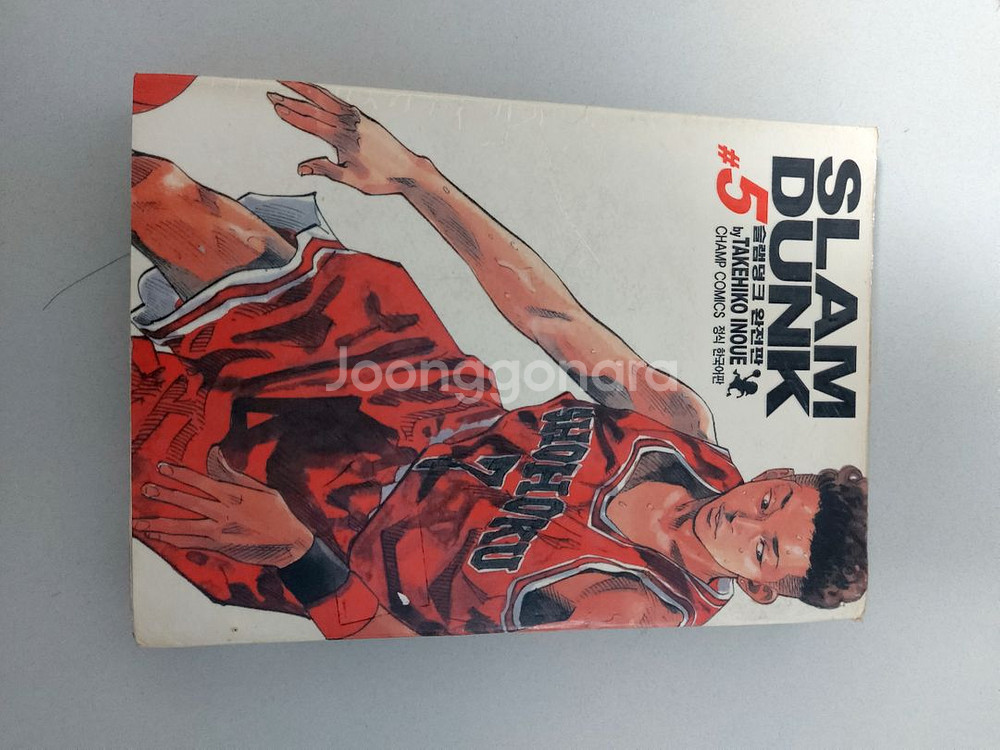 SLAM
DUNK
#5
슬램덩크 완전판
by TAKEHIKO INOUE
CHAMP COMICS 정식 한국어판
SHOHOKU
7
Joonggonara